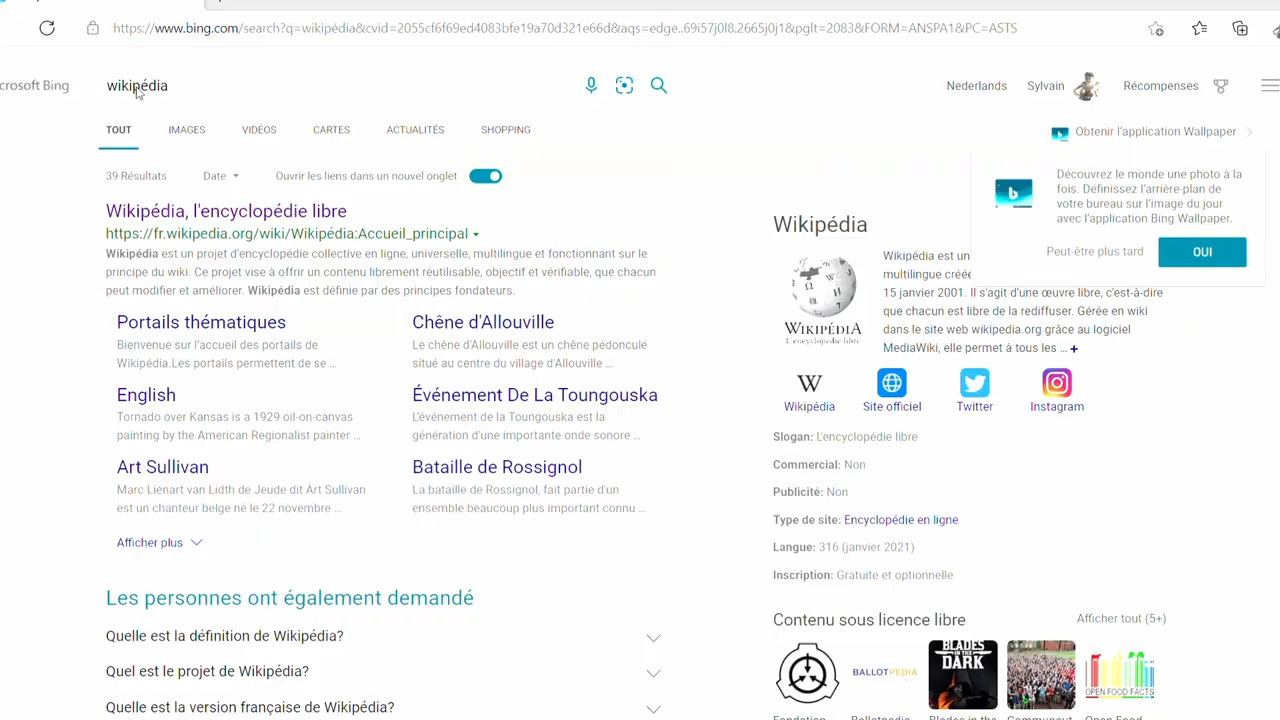 https://www.bing.com/search?q=wikipédia&cvid=2055cf6f69ed4083bfe19a70d321e66d&aqs=edge..69i57j0l8.2665j0j1&pglt=2083&FORM=ANSPA1&PC=ASTS
crosoft Bing
wikipédia
Nederlands
Sylvain
Récompenses
TOUT
IMAGES
VIDÉOS
CARTES
ACTUALITÉS
SHOPPING
Obtenir l'application Wallpaper
Découvrez le monde une photo à la
fois. Définissez l'arrière-plan de
votre bureau sur l'image du jour
avec l'application Bing Wallpaper.
Peut-être plus tard
OUI
39 Résultats
Date
Ouvrir les liens dans un nouvel onglet
Wikipédia, l'encyclopédie libre
https://fr.wikipedia.org/wiki/Wikipédia:Accueil_principal
Wikipédia est un projet d'encyclopédie collective en ligne, universelle, multilingue et fonctionnant sur le
principe du wiki. Ce projet vise à offrir un contenu librement réutilisable, objectif et vérifiable, que chacun
peut modifier et améliorer. Wikipédia est définie par des principes fondateurs.
Portails thématiques
Bienvenue sur l'accueil des portails de
Wikipédia.Les portails permettent de se ...
Chêne d'Allouville
Le chêne d'Allouville est un chêne pédonculé
situé au centre du village d'Allouville ...
English
Tornado over Kansas is a 1929 oil-on-canvas
painting by the American Regionalist painter ...
Événement De La Toungouska
L'événement de la Toungouska est la
génération d'une importante onde sonore ...
Art Sullivan
Marc Liénart van Lidth de Jeude dit Art Sullivan
est un chanteur belge né le 22 novembre ...
Bataille de Rossignol
La bataille de Rossignol, fait partie d'un
ensemble beaucoup plus important connu ...
Afficher plus
Les personnes ont également demandé
Quelle est la définition de Wikipédia?
Quel est le projet de Wikipédia?
Quelle est la version française de Wikipédia?
Wikipédia
WIKIPÉDIA
L'encyclopédie libre
Wikipédia est un
multilingue créée
15 janvier 2001. Il s'agit d'une œuvre libre, c'est-à-dire
que chacun est libre de la rediffuser. Gérée en wiki
dans le site web wikipedia.org grâce au logiciel
MediaWiki, elle permet à tous les ... +
Wikipédia
Site officiel
Twitter
Instagram
Slogan: L'encyclopédie libre
Commercial: Non
Publicité: Non
Type de site: Encyclopédie en ligne
Langue: 316 (janvier 2021)
Inscription: Gratuite et optionnelle
Contenu sous licence libre
Afficher tout (5+)
BALLOTPEDIA
BLADES IN THE DARK
OPEN FOOD FACTS
Fondation
Ballotpedia
Blades in the
Communaut
Open Food